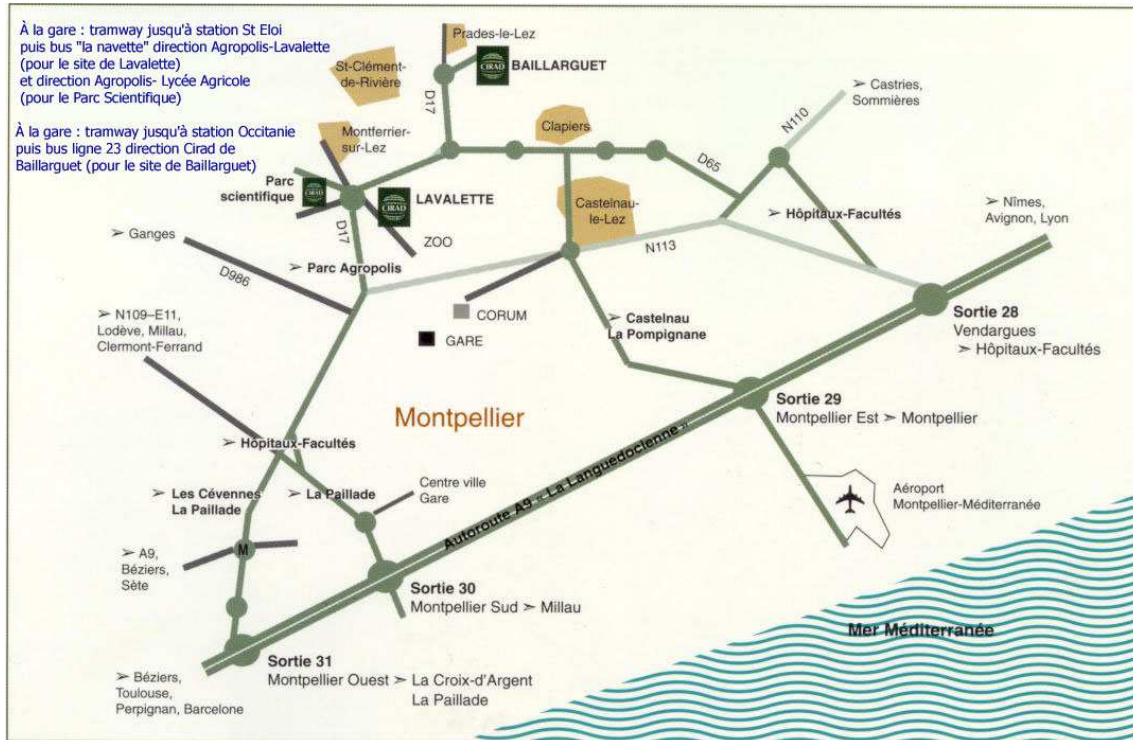 À la gare : tramway jusqu'à station St Eloi
puis bus "la navette" direction Agropolis-Lavalette
(pour le site de Lavalette)
et direction Agropolis- Lycée Agricole
(pour le Parc Scientifique)
À la gare : tramway jusqu'à station Occitanie
puis bus ligne 23 direction Cirad de
Baillarguet (pour le site de Baillarguet)
Prades-le-Lez
CIRAD
BAILLARGUET
St-Clément-
de-Rivière
D17
Montferrier-
sur-Lez
Clapiers
D65
N110
➢ Castries,
Sommières
Parc
scientifique
CIRAD
CIRAD
LAVALETTE
Castelnau-
le-Lez
➢ Hôpitaux-Facultés
➢ Nîmes,
Avignon, Lyon
➢ Ganges
D17
ZOO
N113
D986
➢ Parc Agropolis
➢ N109–E11,
Lodève, Millau,
Clermont-Ferrand
CORUM
GARE
➢ Castelnau
La Pompignane
Sortie 28
Vendargues
➢ Hôpitaux-Facultés
Montpellier
Sortie 29
Montpellier Est ➢ Montpellier
➢ Hôpitaux-Facultés
Autoroute A9 « La Languedocienne »
➢ Les Cévennes
La Paillade
➢ La Paillade
Centre ville
Gare
Aéroport
Montpellier-Méditerranée
M
➢ A9,
Béziers,
Sète
Sortie 30
Montpellier Sud ➢ Millau
Mer Méditerranée
Sortie 31
Montpellier Ouest ➢ La Croix-d'Argent
La Paillade
➢ Béziers,
Toulouse,
Perpignan, Barcelone